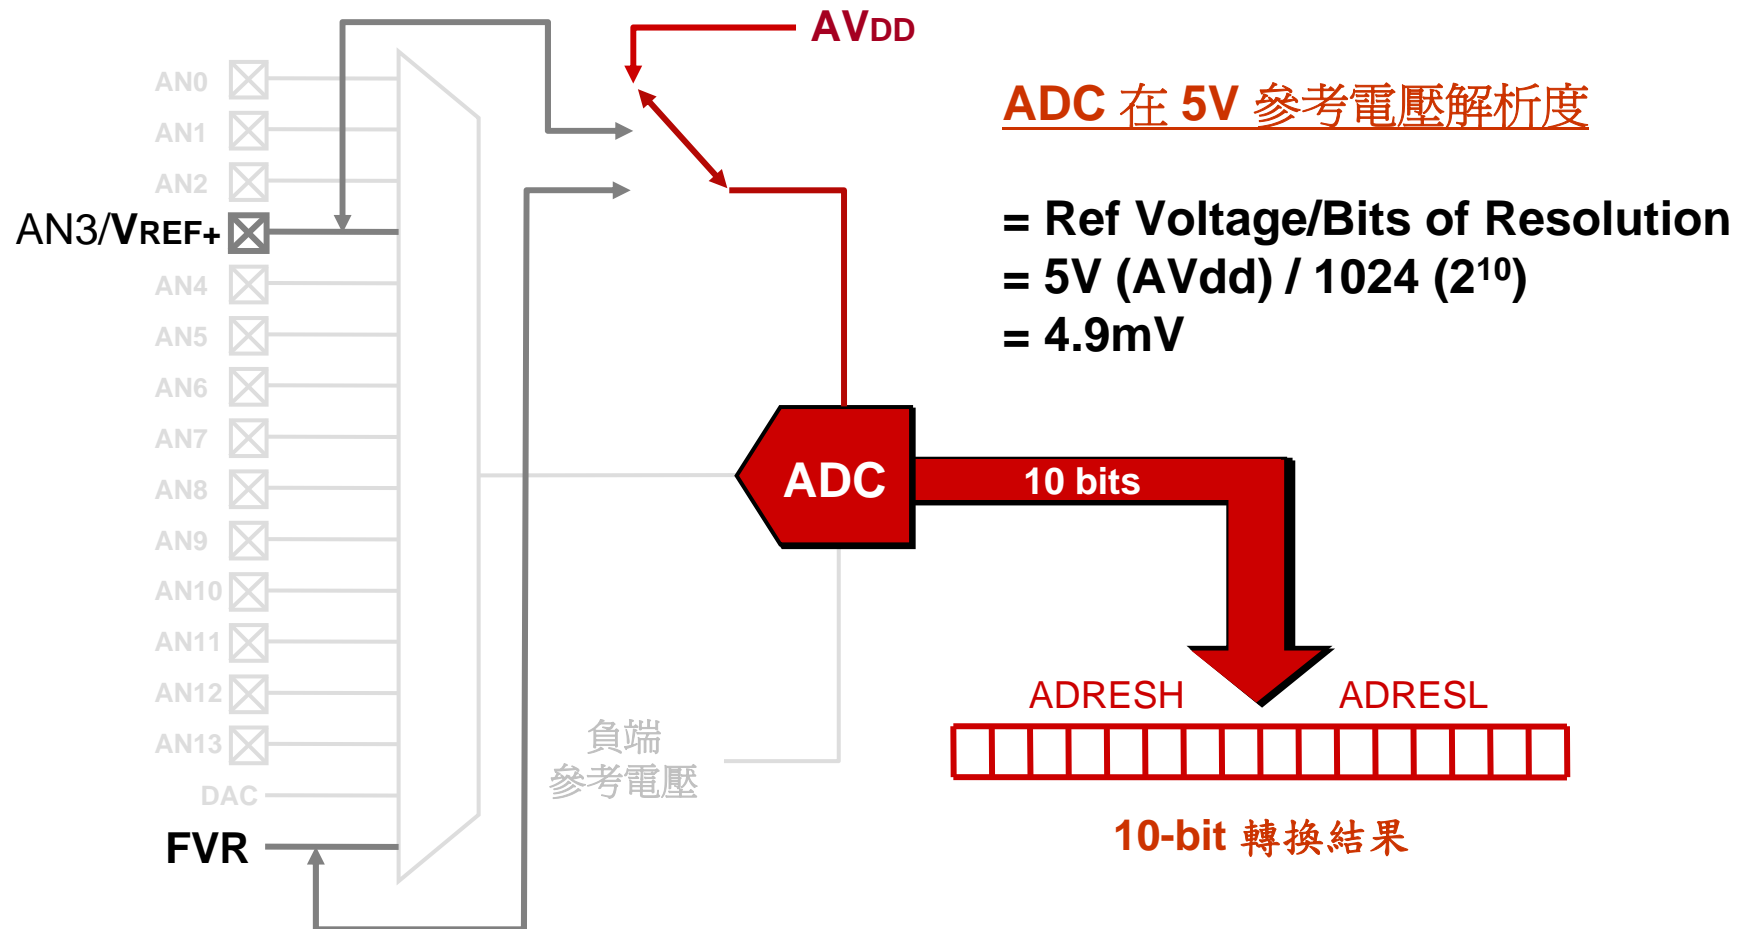 AVDD
AN0
AN1
AN2
AN3/VREF+
AN4
AN5
AN6
AN7
AN8
AN9
AN10
AN11
AN12
AN13
DAC
FVR
ADC 在 5V 參考電壓解析度
= Ref Voltage/Bits of Resolution
= 5V (AVdd) / 1024 (2¹⁰)
= 4.9mV
ADC
10 bits
負端
參考電壓
ADRESH
ADRESL
10-bit 轉換結果